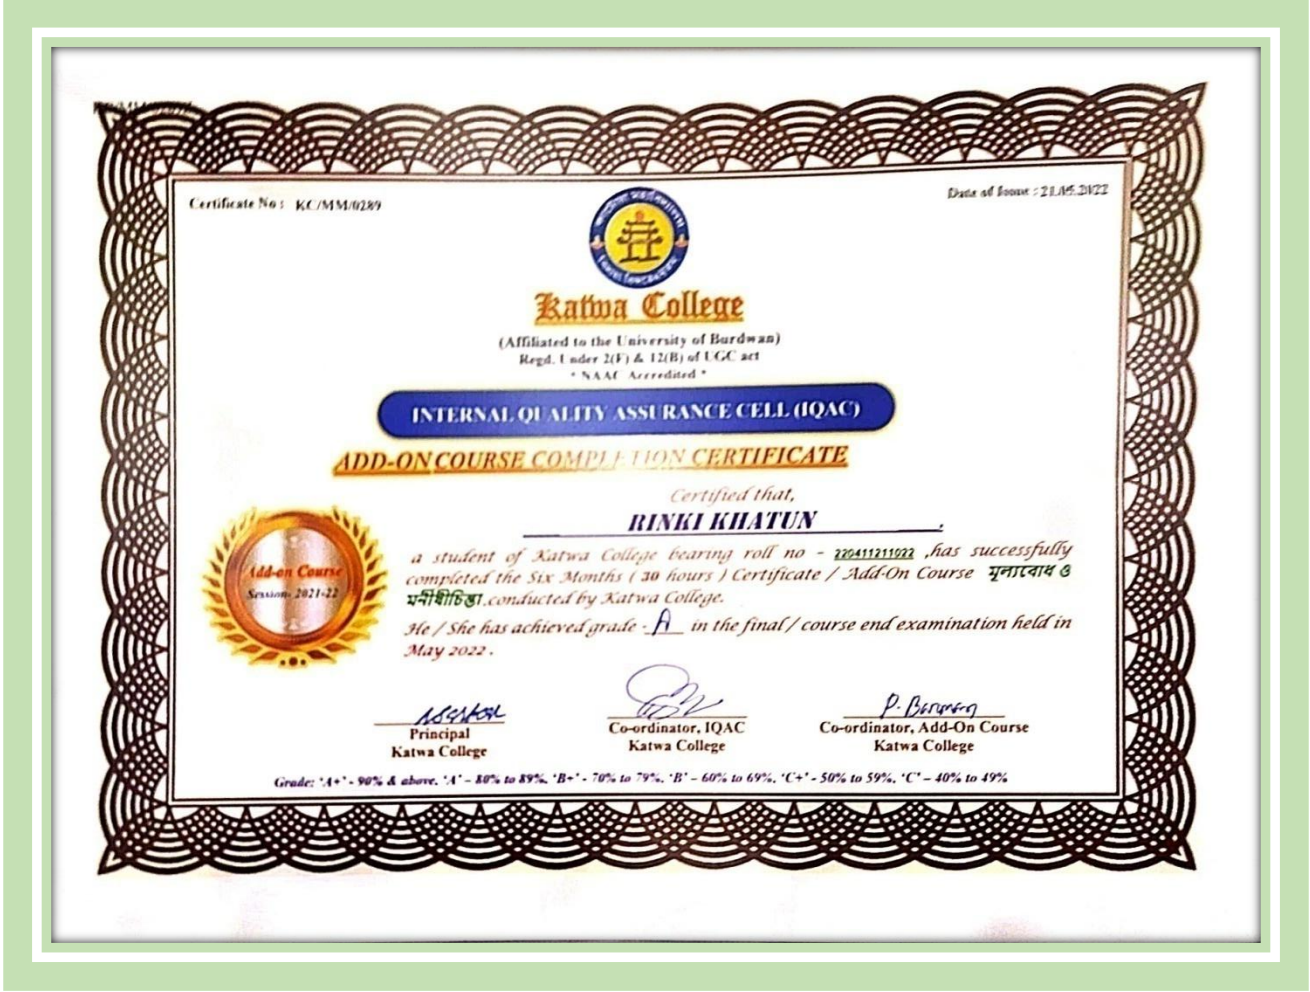 Certificate No : KC/MM/0289
Date of Issue : 21.05.2022
Katwa College
(Affiliated to the University of Burdwan)
Regd. Under 2(F) & 12(B) of UGC act
* NAAC Accredited *
INTERNAL QUALITY ASSURANCE CELL (IQAC)
ADD-ON COURSE COMPLETION CERTIFICATE
Certified that,
RINKI KHATUN
a student of Katwa College bearing roll no – 220411211022 ,has successfully
completed the Six Months ( 30 hours ) Certificate / Add-On Course মূল্যবোধ ও
মনীষীচিন্তা.conducted by Katwa College.
He / She has achieved grade - A in the final / course end examination held in
May 2022 .
Add-on Course
Session- 2021-22
Principal
Katwa College
Co-ordinator, IQAC
Katwa College
P. Barman
Co-ordinator, Add-On Course
Katwa College
Grade: 'A+' - 90% & above, 'A' – 80% to 89%, 'B+' - 70% to 79%, 'B' – 60% to 69%, 'C+' - 50% to 59%, 'C' – 40% to 49%